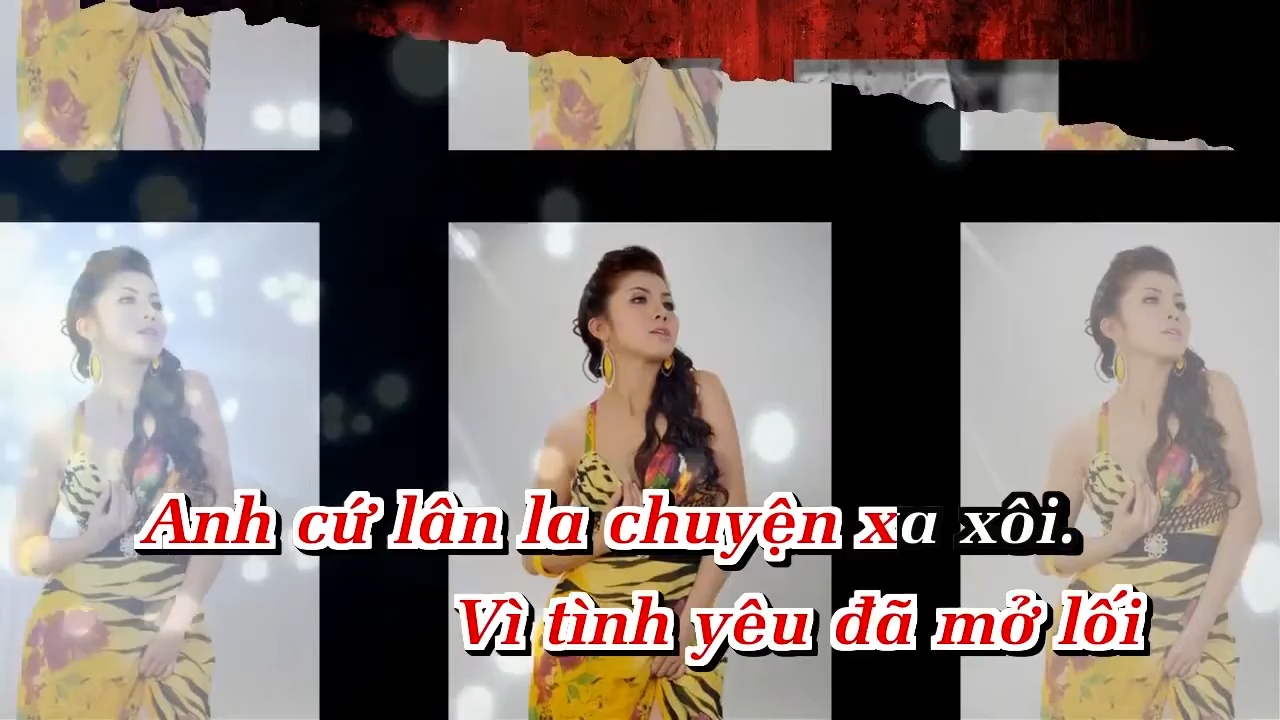 Anh cứ lân la chuyện xa xôi.
Vì tình yêu đã mở lối